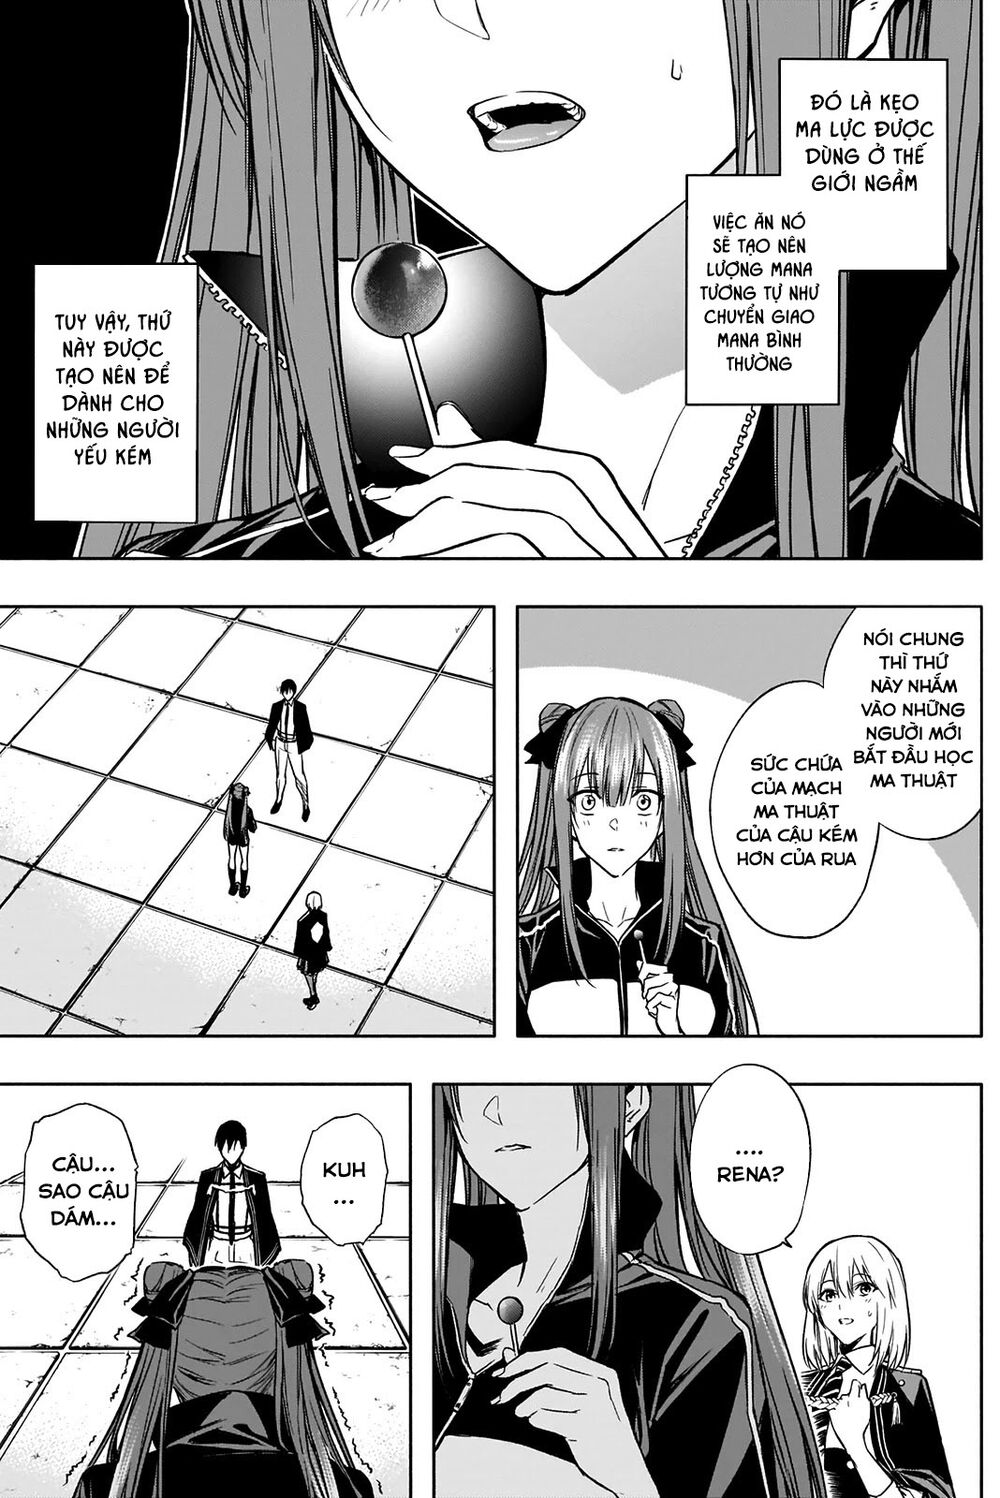 ĐÓ LÀ KẸO
MA LỰC ĐƯỢC
DÙNG Ở THẾ
GIỚI NGẦM
VIỆC ĂN NÓ
SẼ TẠO NÊN
LƯỢNG MANA
TƯƠNG TỰ NHƯ
CHUYỂN GIAO
MANA BÌNH
THƯỜNG
TUY VẬY, THỨ
NÀY ĐƯỢC
TẠO NÊN ĐỂ
DÀNH CHO
NHỮNG NGƯỜI
YẾU KÉM
NÓI CHUNG
THÌ THỨ
NÀY NHẮM
VÀO NHỮNG
NGƯỜI MỚI
BẮT ĐẦU HỌC
MA THUẬT
SỨC CHỨA
CỦA MẠCH
MA THUẬT
CỦA CẬU KÉM
HƠN CỦA RUA
....
RENA?
KUH
...
CẬU...
SAO CẬU
DÁM...